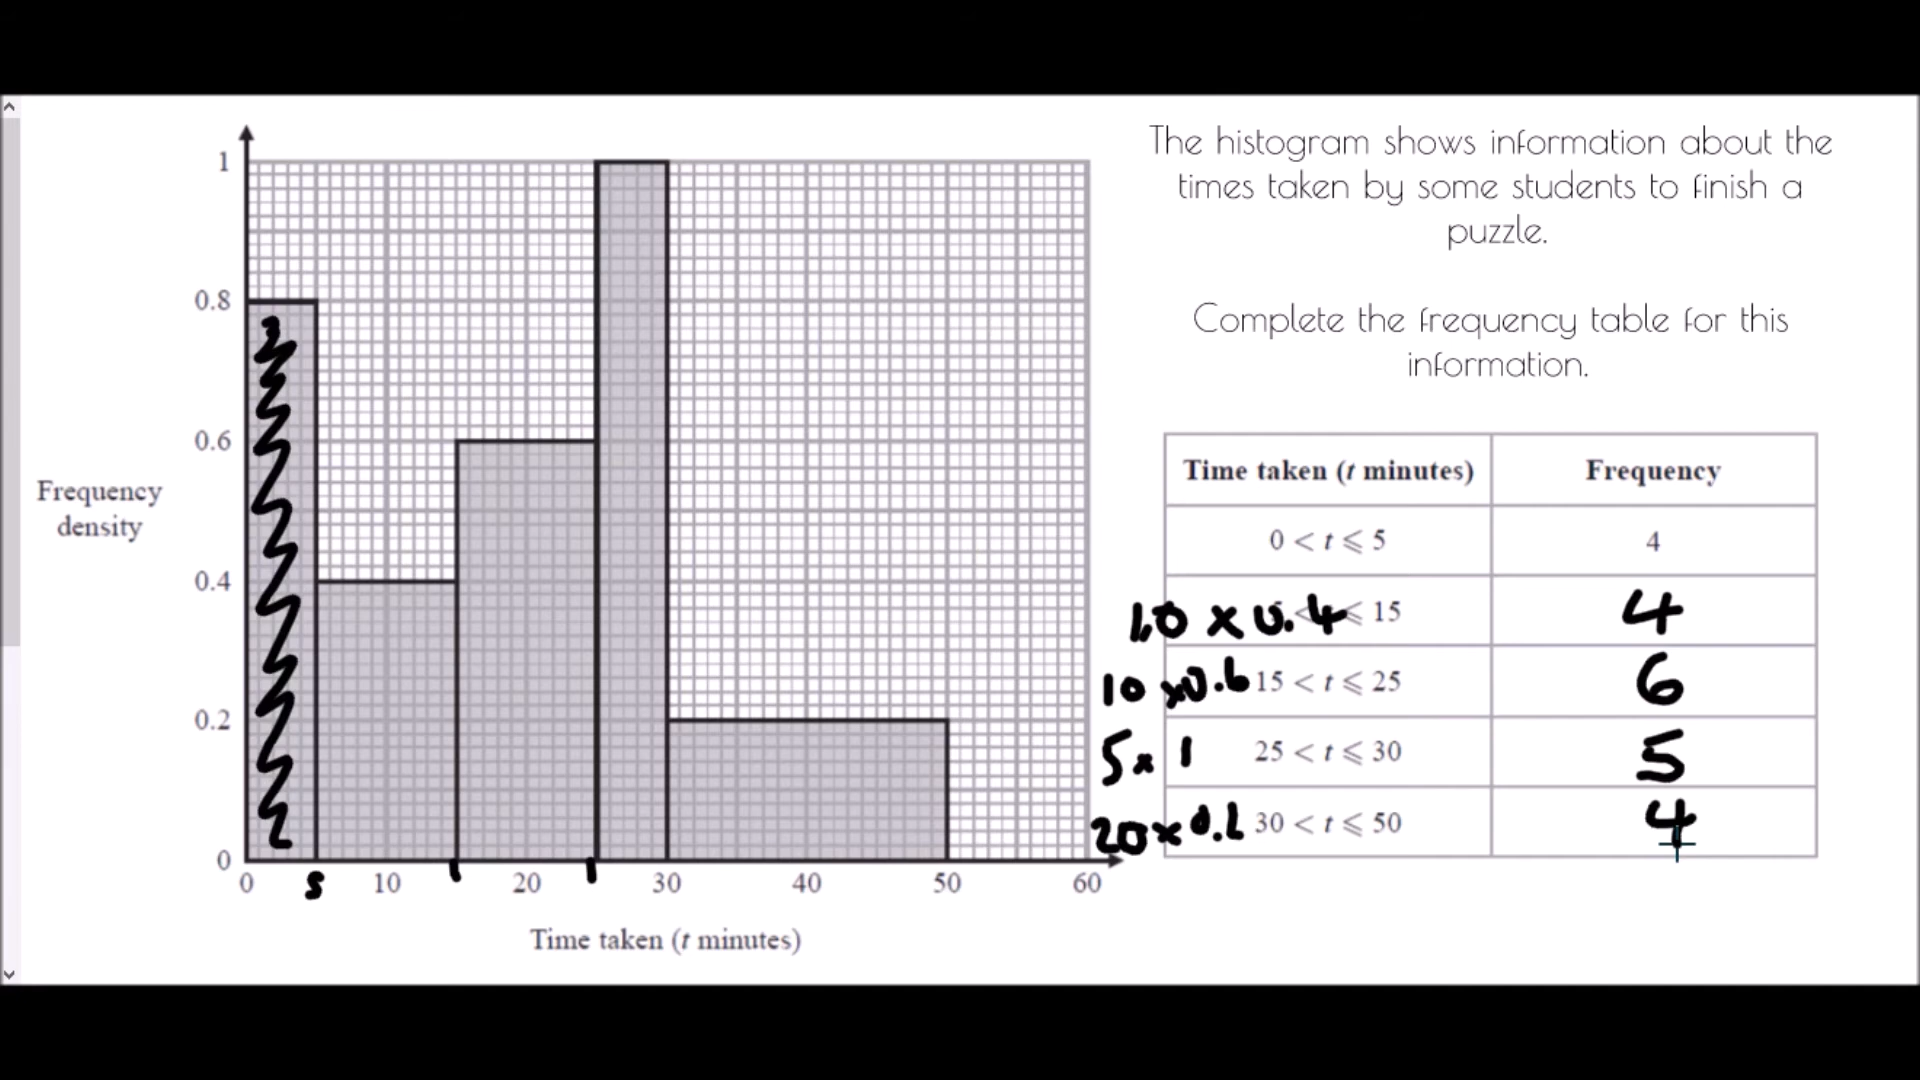 The histogram shows information about the
times taken by some students to finish a
puzzle.
Complete the frequency table for this
information.
Frequency
density
1
0.8
0.6
0.4
0.2
0
0 5 10 20 30 40 50 60
Time taken (t minutes)
Time taken (t minutes) Frequency
0 < t ⩽ 5 4
10 × 0.4 ⩽ 15 4
10 × 0.6 15 < t ⩽ 25 6
5 × 1 25 < t ⩽ 30 5
20 × 0.2 30 < t ⩽ 50 4